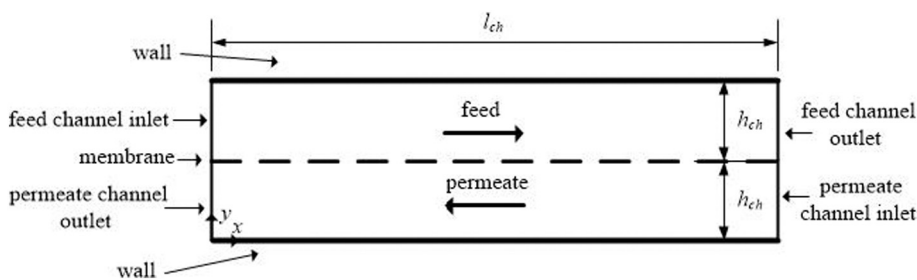 l_ch
wall
feed channel inlet
feed
h_ch
feed channel
outlet
membrane
permeate channel
outlet
permeate
h_ch
permeate
channel inlet
y
x
wall